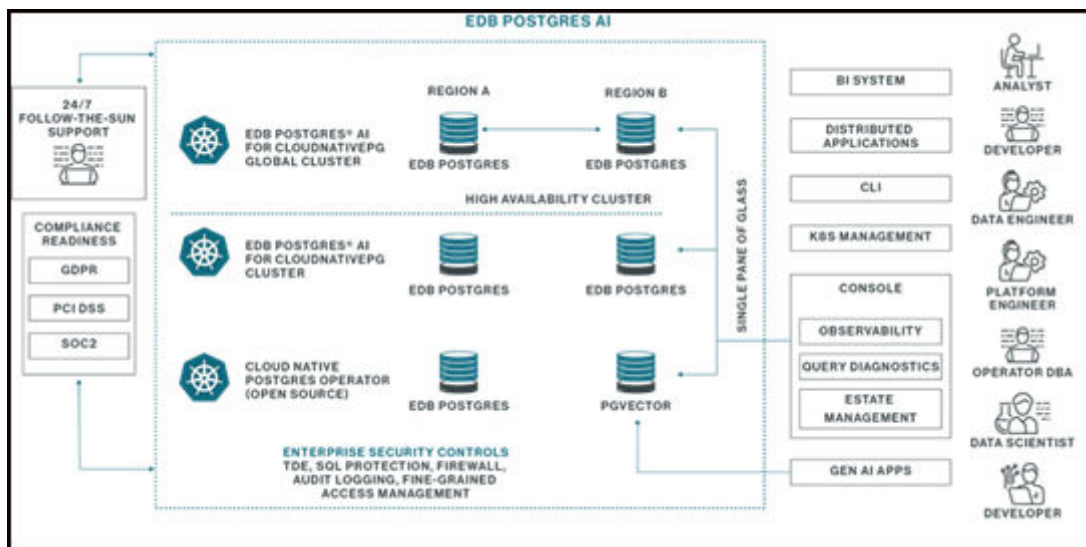 EDB POSTGRES AI
24/7
FOLLOW-THE-SUN
SUPPORT
COMPLIANCE
READINESS
GDPR
PCI DSS
SOC2
REGION A
REGION B
EDB POSTGRES® AI
FOR CLOUDNATIVEPG
GLOBAL CLUSTER
EDB POSTGRES
EDB POSTGRES
HIGH AVAILABILITY CLUSTER
EDB POSTGRES® AI
FOR CLOUDNATIVEPG
CLUSTER
EDB POSTGRES
EDB POSTGRES
CLOUD NATIVE
POSTGRES OPERATOR
(OPEN SOURCE)
EDB POSTGRES
PGVECTOR
ENTERPRISE SECURITY CONTROLS
TDE, SQL PROTECTION, FIREWALL,
AUDIT LOGGING, FINE-GRAINED
ACCESS MANAGEMENT
SINGLE PANE OF GLASS
BI SYSTEM
DISTRIBUTED
APPLICATIONS
CLI
K8S MANAGEMENT
CONSOLE
OBSERVABILITY
QUERY DIAGNOSTICS
ESTATE
MANAGEMENT
GEN AI APPS
ANALYST
DEVELOPER
DATA ENGINEER
PLATFORM
ENGINEER
OPERATOR DBA
DATA SCIENTIST
DEVELOPER